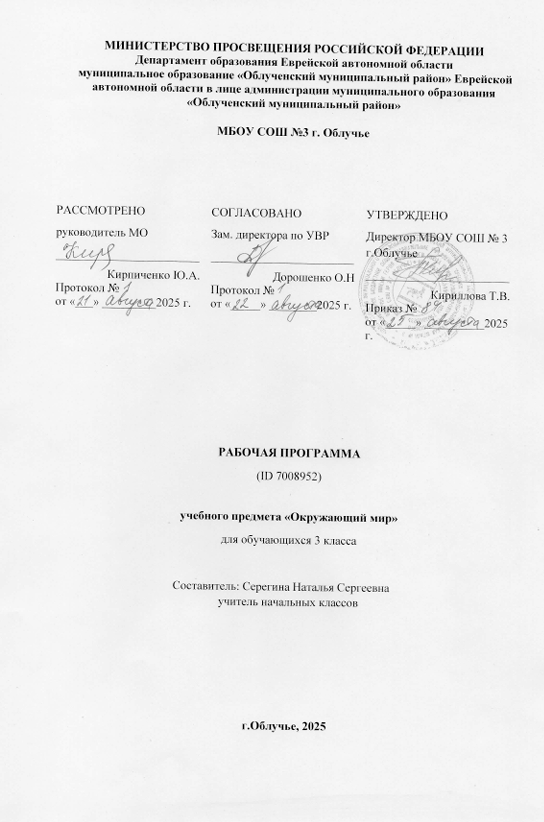 МИНИСТЕРСТВО ПРОСВЕЩЕНИЯ РОССИЙСКОЙ ФЕДЕРАЦИИ
Департамент образования Еврейской автономной области
муниципальное образование «Облученский муниципальный район» Еврейской
автономной области в лице администрации муниципального образования
«Облученский муниципальный район»
МБОУ СОШ №3 г. Облучье
РАССМОТРЕНО
руководитель МО
Кирпиченко Ю.А.
Протокол № 1
от «21» августа 2025 г.
СОГЛАСОВАНО
Зам. директора по УВР
Дорошенко О.Н
Протокол № 1
от «22» августа 2025 г.
УТВЕРЖДЕНО
Директор МБОУ СОШ № 3
г.Облучье
Кириллова Т.В.
Приказ №
от «25» августа 2025
г.
РАБОЧАЯ ПРОГРАММА
(ID 7008952)
учебного предмета «Окружающий мир»
для обучающихся 3 класса
Составитель: Серегина Наталья Сергеевна
учитель начальных классов
г.Облучье, 2025